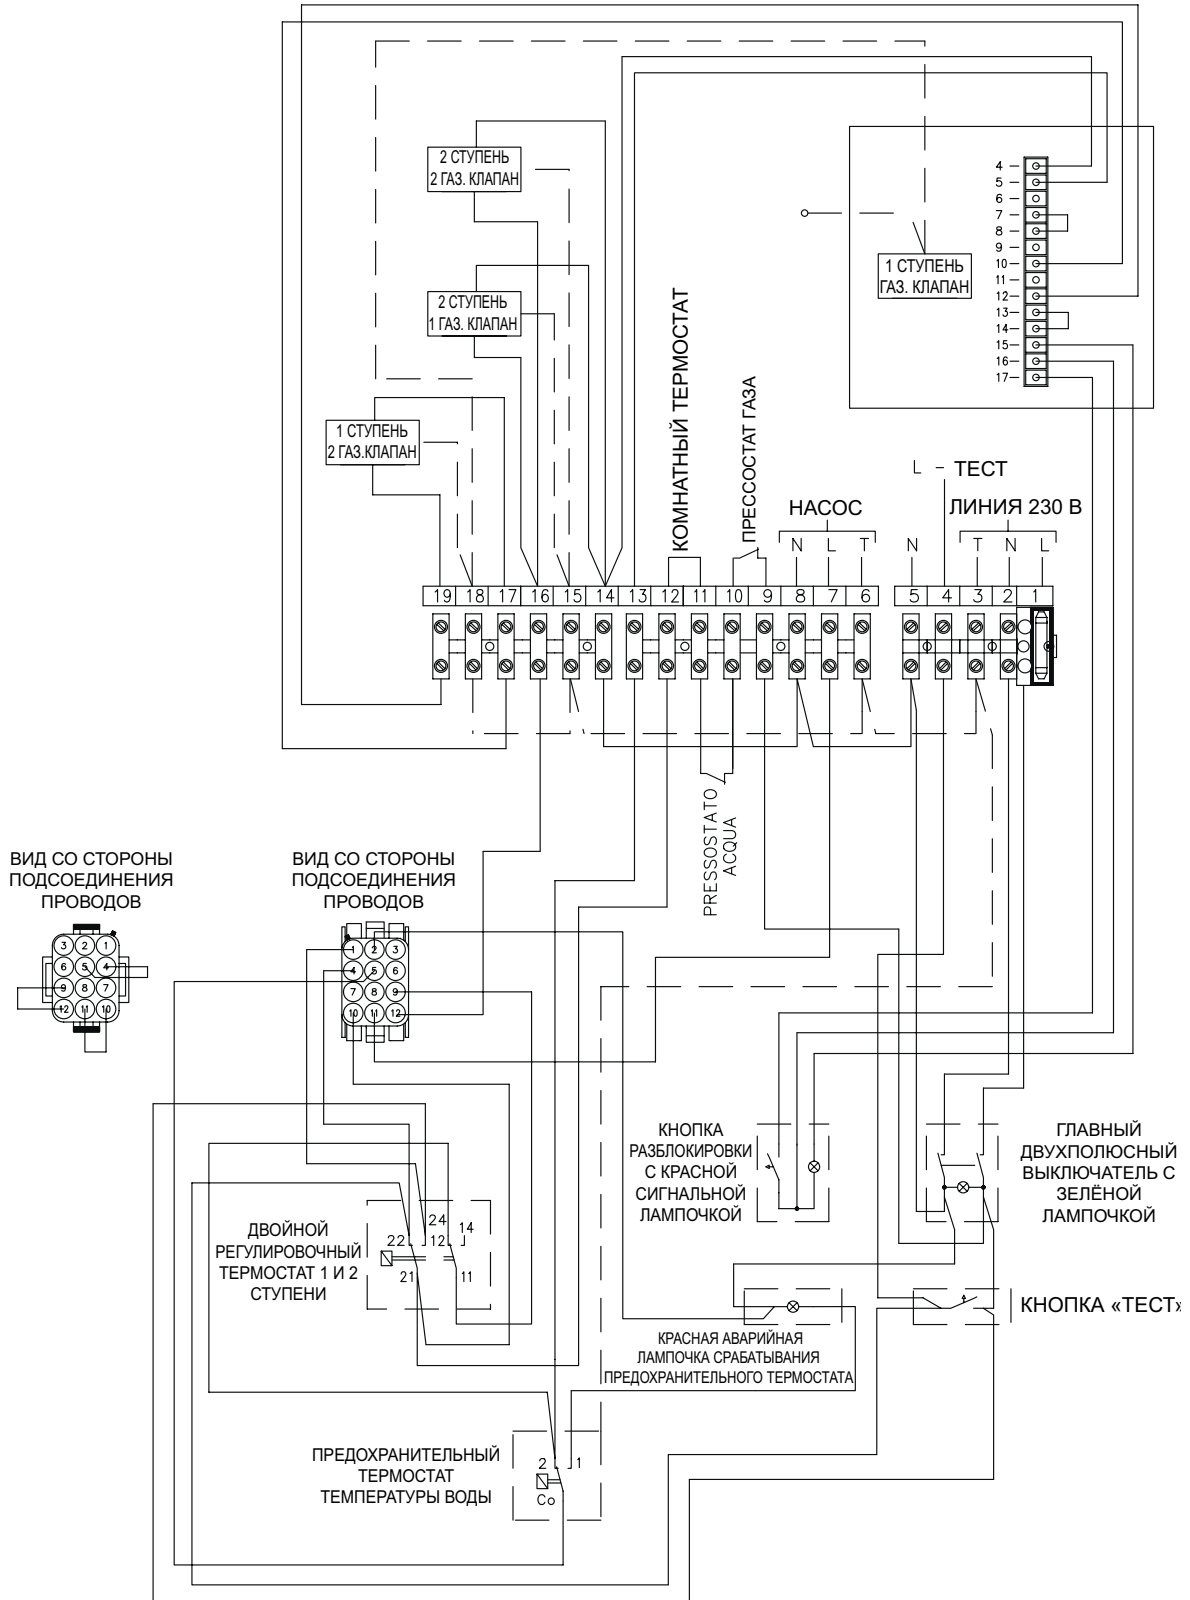 2 СТУПЕНЬ
2 ГАЗ. КЛАПАН
4
5
6
7
8
9
10
11
12
13
14
15
16
17
1 СТУПЕНЬ
ГАЗ. КЛАПАН
2 СТУПЕНЬ
1 ГАЗ. КЛАПАН
1 СТУПЕНЬ
2 ГАЗ.КЛАПАН
КОМНАТНЫЙ ТЕРМОСТАТ
ПРЕССОСТАТ ГАЗА
L - ТЕСТ
НАСОС
ЛИНИЯ 230 В
N L T N T N L
19 18 17 16 15 14 13 12 11 10 9 8 7 6 5 4 3 2 1
PRESSOSTATO
ACQUA
ВИД СО СТОРОНЫ
ПОДСОЕДИНЕНИЯ
ПРОВОДОВ
ВИД СО СТОРОНЫ
ПОДСОЕДИНЕНИЯ
ПРОВОДОВ
3 2 1
6 5 4
9 8 7
12 11 10
1 2 3
4 5 6
7 8 9
10 11 12
КНОПКА
РАЗБЛОКИРОВКИ
С КРАСНОЙ
СИГНАЛЬНОЙ
ЛАМПОЧКОЙ
ГЛАВНЫЙ
ДВУХПОЛЮСНЫЙ
ВЫКЛЮЧАТЕЛЬ С
ЗЕЛЁНОЙ
ЛАМПОЧКОЙ
ДВОЙНОЙ
РЕГУЛИРОВОЧНЫЙ
ТЕРМОСТАТ 1 И 2
СТУПЕНИ
24
14
22
12
21
11
КНОПКА «ТЕСТ»
КРАСНАЯ АВАРИЙНАЯ
ЛАМПОЧКА СРАБАТЫВАНИЯ
ПРЕДОХРАНИТЕЛЬНОГО ТЕРМОСТАТА
ПРЕДОХРАНИТЕЛЬНЫЙ
ТЕРМОСТАТ
ТЕМПЕРАТУРЫ ВОДЫ
2
1
Co